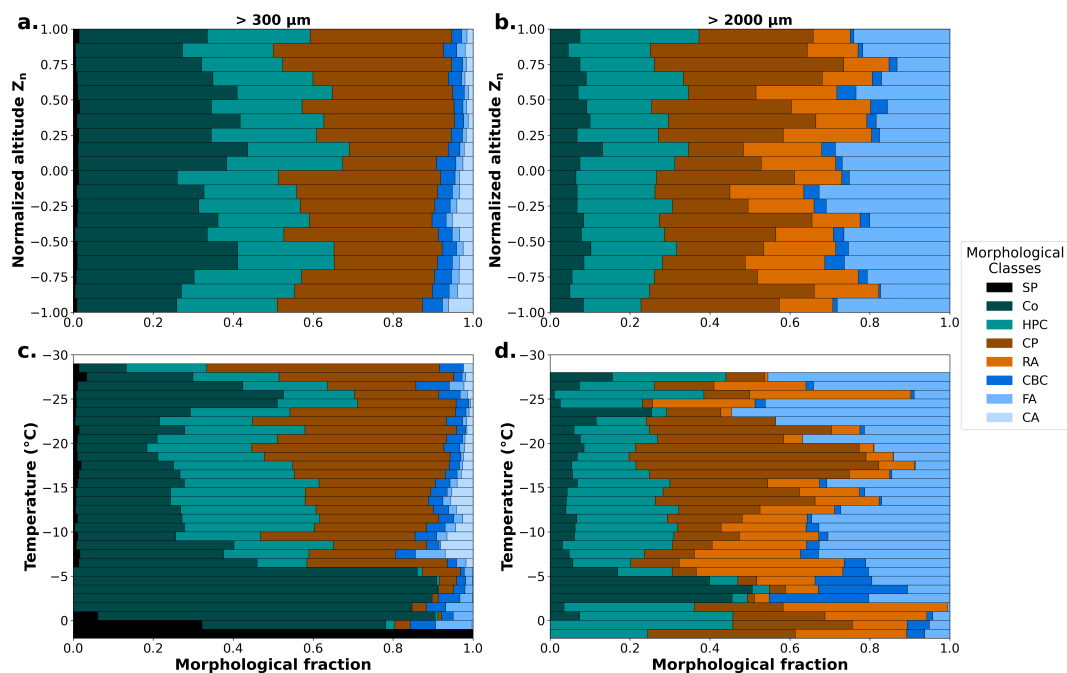 a.
> 300 μm
b.
> 2000 μm
Normalized altitude Zn
1.00
0.75
0.50
0.25
0.00
−0.25
−0.50
−0.75
−1.00
0.0 0.2 0.4 0.6 0.8 1.0
Normalized altitude Zn
1.00
0.75
0.50
0.25
0.00
−0.25
−0.50
−0.75
−1.00
0.0 0.2 0.4 0.6 0.8 1.0
Morphological
Classes
SP
Co
HPC
CP
RA
CBC
FA
CA
c.
Temperature (°C)
−30
−25
−20
−15
−10
−5
0
0.0 0.2 0.4 0.6 0.8 1.0
Morphological fraction
d.
Temperature (°C)
−30
−25
−20
−15
−10
−5
0
0.0 0.2 0.4 0.6 0.8 1.0
Morphological fraction